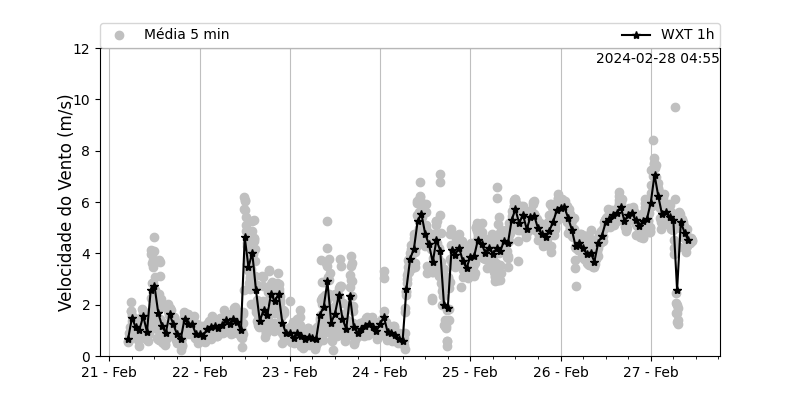 Média 5 min
WXT 1h
2024-02-28 04:55
Velocidade do Vento (m/s)
12
10
8
6
4
2
0
21 - Feb
22 - Feb
23 - Feb
24 - Feb
25 - Feb
26 - Feb
27 - Feb